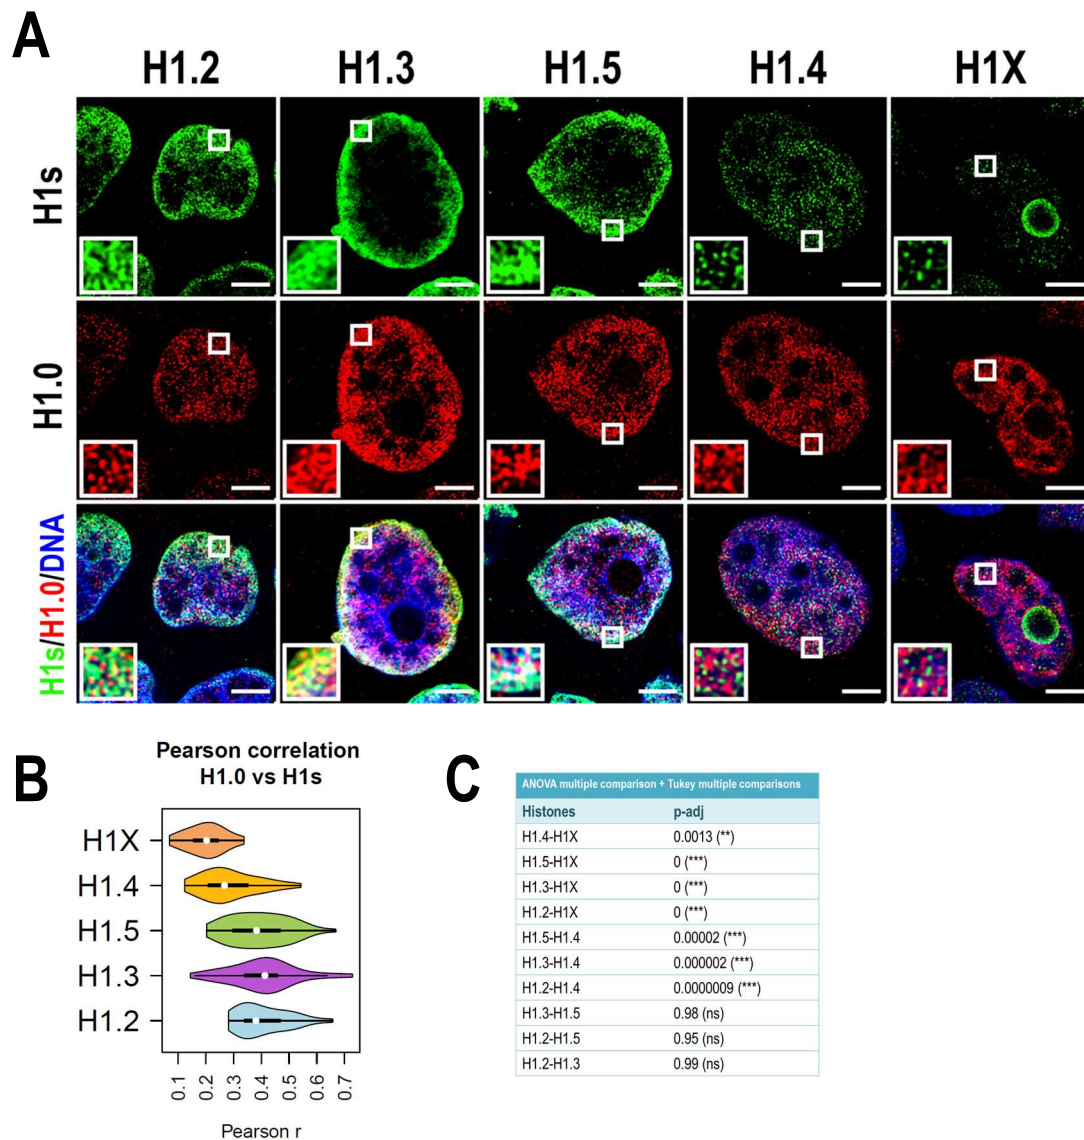 A
H1.2 H1.3 H1.5 H1.4 H1X
H1s
H1.0
H1s/H1.0/DNA
B
Pearson correlation
H1.0 vs H1s
H1X
H1.4
H1.5
H1.3
H1.2
0.1 0.2 0.3 0.4 0.5 0.6 0.7
Pearson r
C
ANOVA multiple comparison + Tukey multiple comparisons
Histones p-adj
H1.4-H1X 0.0013 (**)
H1.5-H1X 0 (***)
H1.3-H1X 0 (***)
H1.2-H1X 0 (***)
H1.5-H1.4 0.00002 (***)
H1.3-H1.4 0.000002 (***)
H1.2-H1.4 0.0000009 (***)
H1.3-H1.5 0.98 (ns)
H1.2-H1.5 0.95 (ns)
H1.2-H1.3 0.99 (ns)